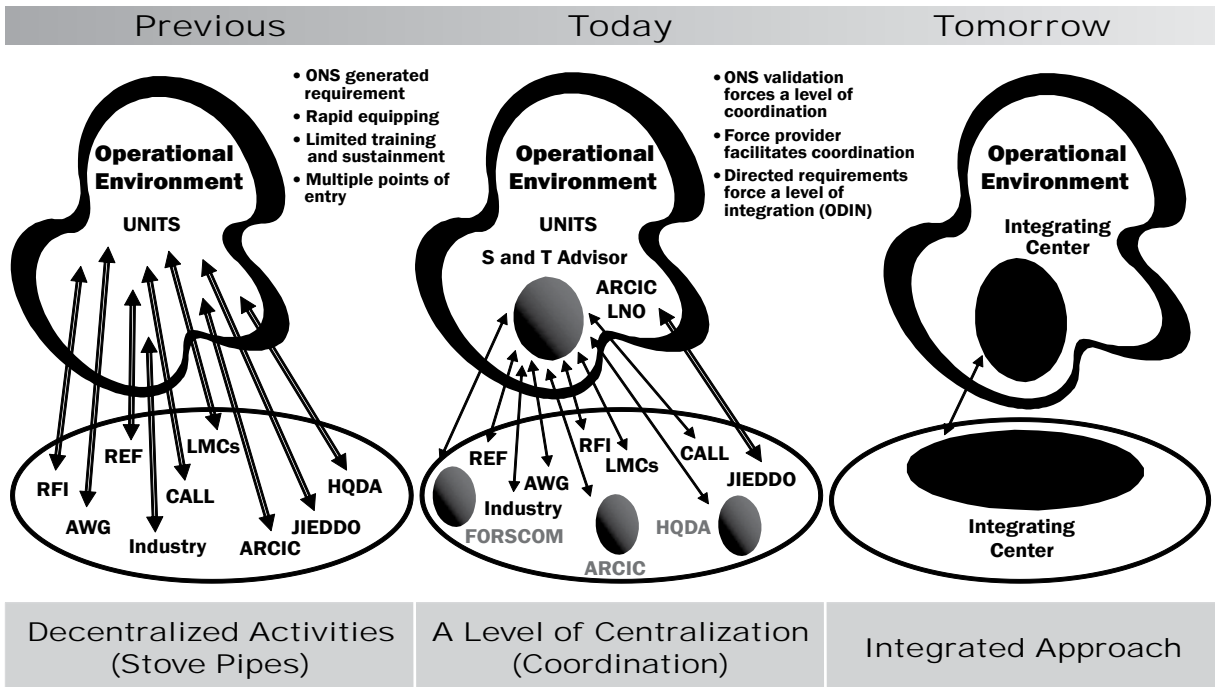 Previous
Today
Tomorrow
Operational
Environment
UNITS
• ONS generated
requirement
• Rapid equipping
• Limited training
and sustainment
• Multiple points of
entry
RFI
AWG
REF
Industry
CALL
LMCs
ARCIC
JIEDDO
HQDA
Operational
Environment
UNITS
S and T Advisor
ARCIC
LNO
• ONS validation
forces a level of
coordination
• Force provider
facilitates coordination
• Directed requirements
force a level of
integration (ODIN)
REF
AWG
Industry
FORSCOM
RFI
LMCs
ARCIC
CALL
HQDA
JIEDDO
Operational
Environment
Integrating
Center
Integrating
Center
Decentralized Activities
(Stove Pipes)
A Level of Centralization
(Coordination)
Integrated Approach